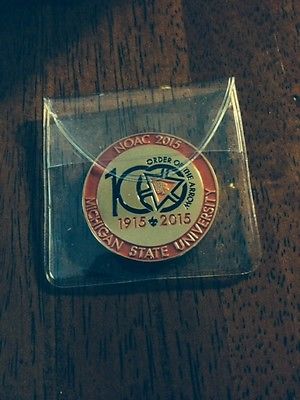 NOAC 2015
ORDER OF THE ARROW
100
1915 2015
MICHIGAN STATE UNIVERSITY